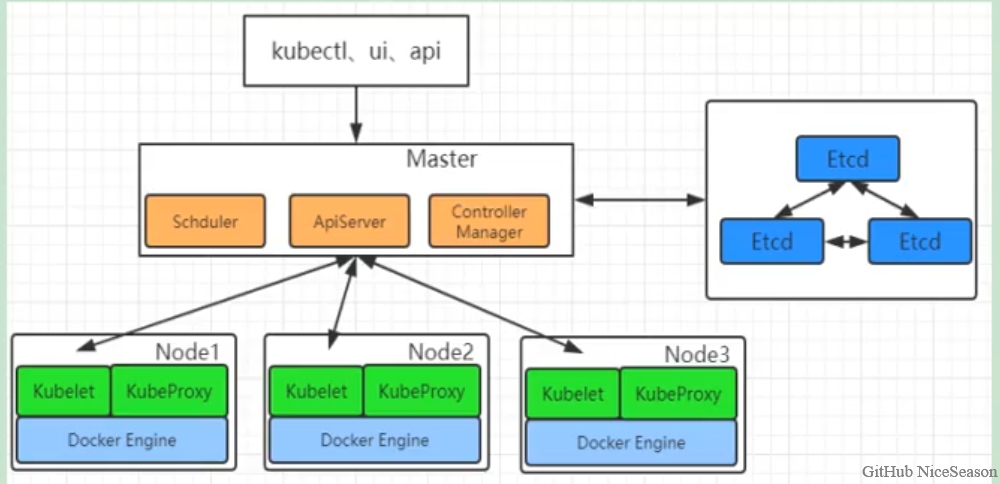 kubectl、ui、api
Master
Schduler
ApiServer
Controller
Manager
Etcd
Etcd
Etcd
Node1
Kubelet
KubeProxy
Docker Engine
Node2
Kubelet
KubeProxy
Docker Engine
Node3
Kubelet
KubeProxy
Docker Engine
GitHub NiceSeason